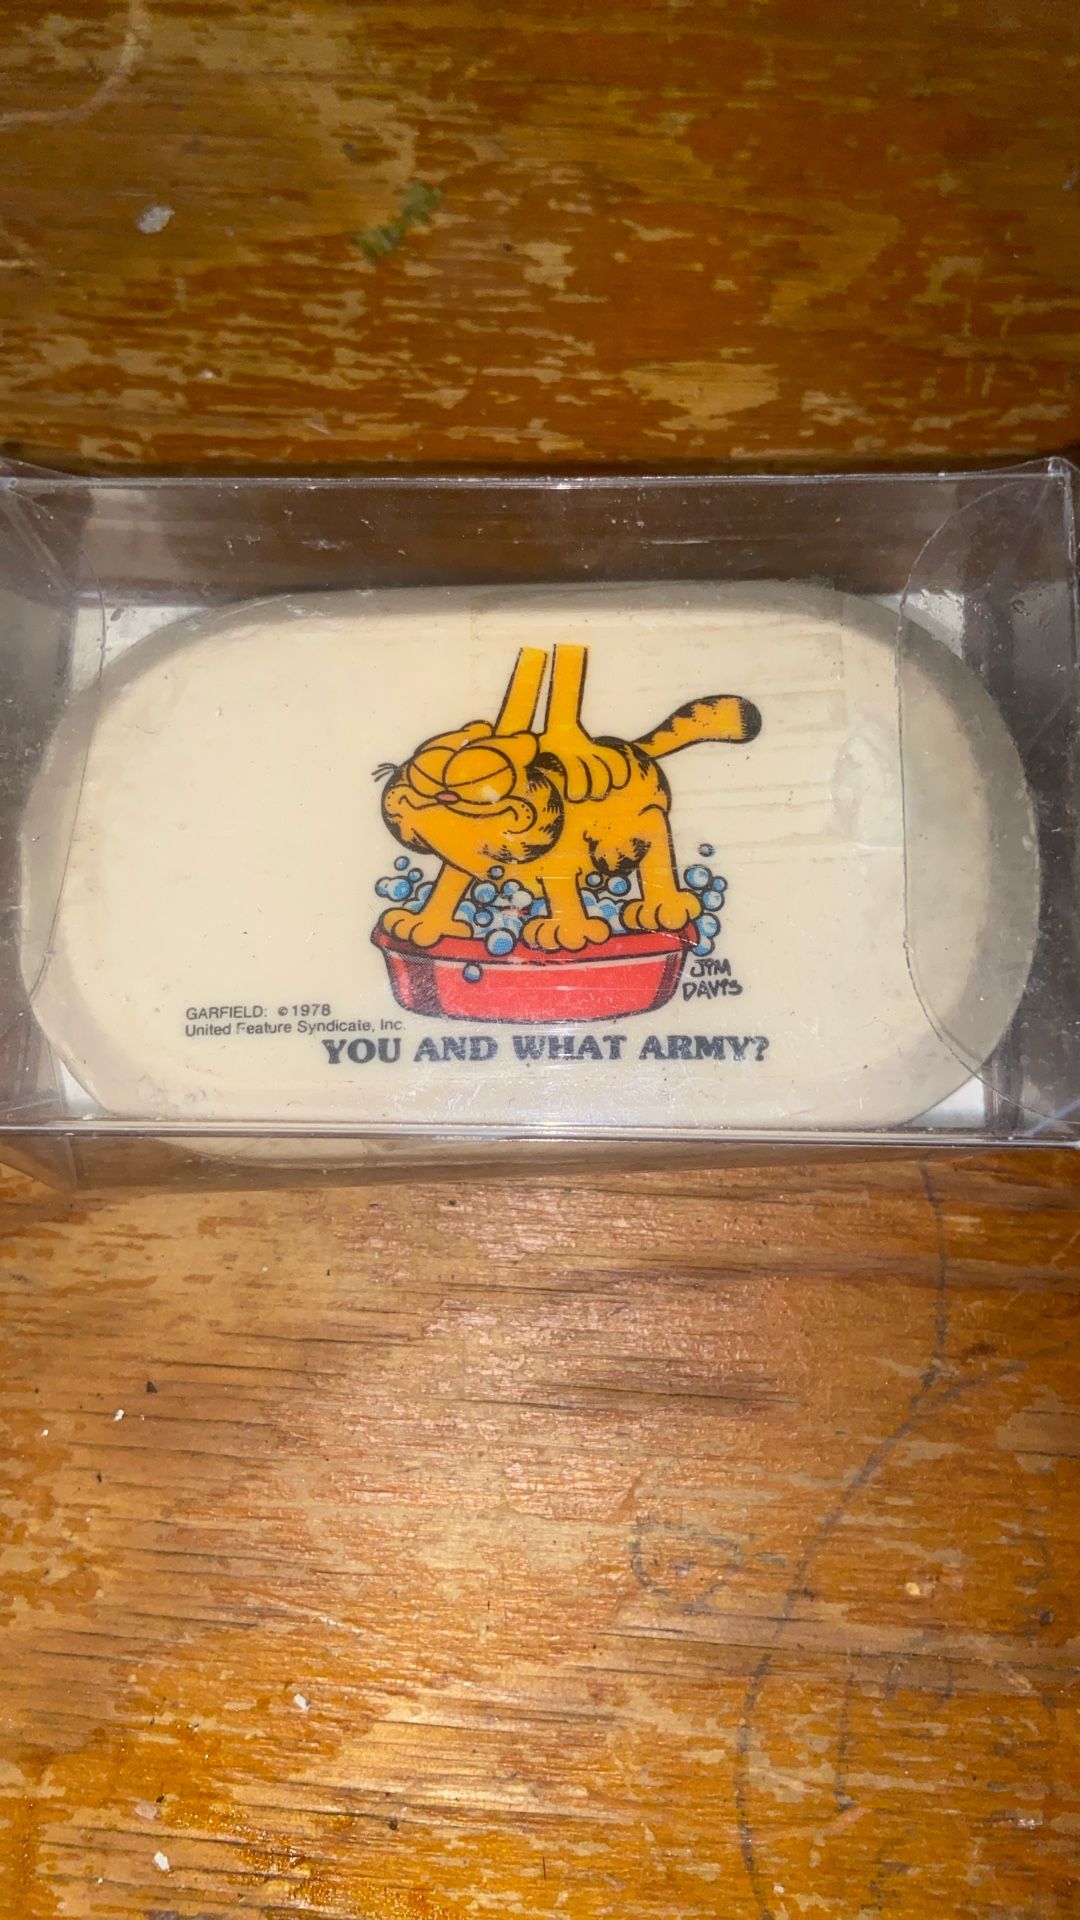 JIM
DAVIS
GARFIELD: © 1978
United Feature Syndicate, Inc.
YOU AND WHAT ARMY?